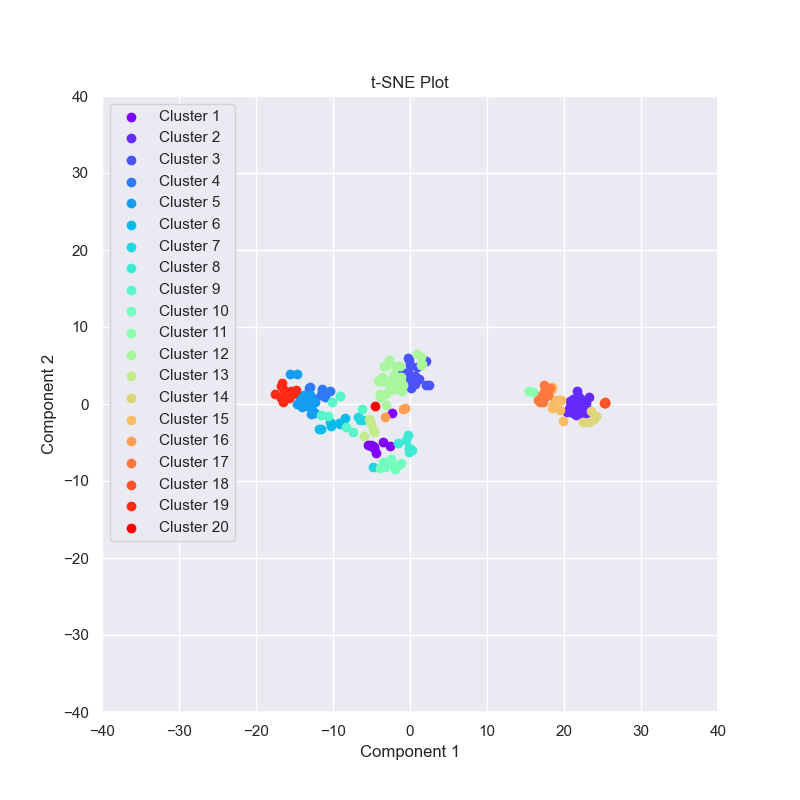 t-SNE Plot
40
30
20
10
0
−10
−20
−30
−40
Component 2
Cluster 1
Cluster 2
Cluster 3
Cluster 4
Cluster 5
Cluster 6
Cluster 7
Cluster 8
Cluster 9
Cluster 10
Cluster 11
Cluster 12
Cluster 13
Cluster 14
Cluster 15
Cluster 16
Cluster 17
Cluster 18
Cluster 19
Cluster 20
−40 −30 −20 −10 0 10 20 30 40
Component 1